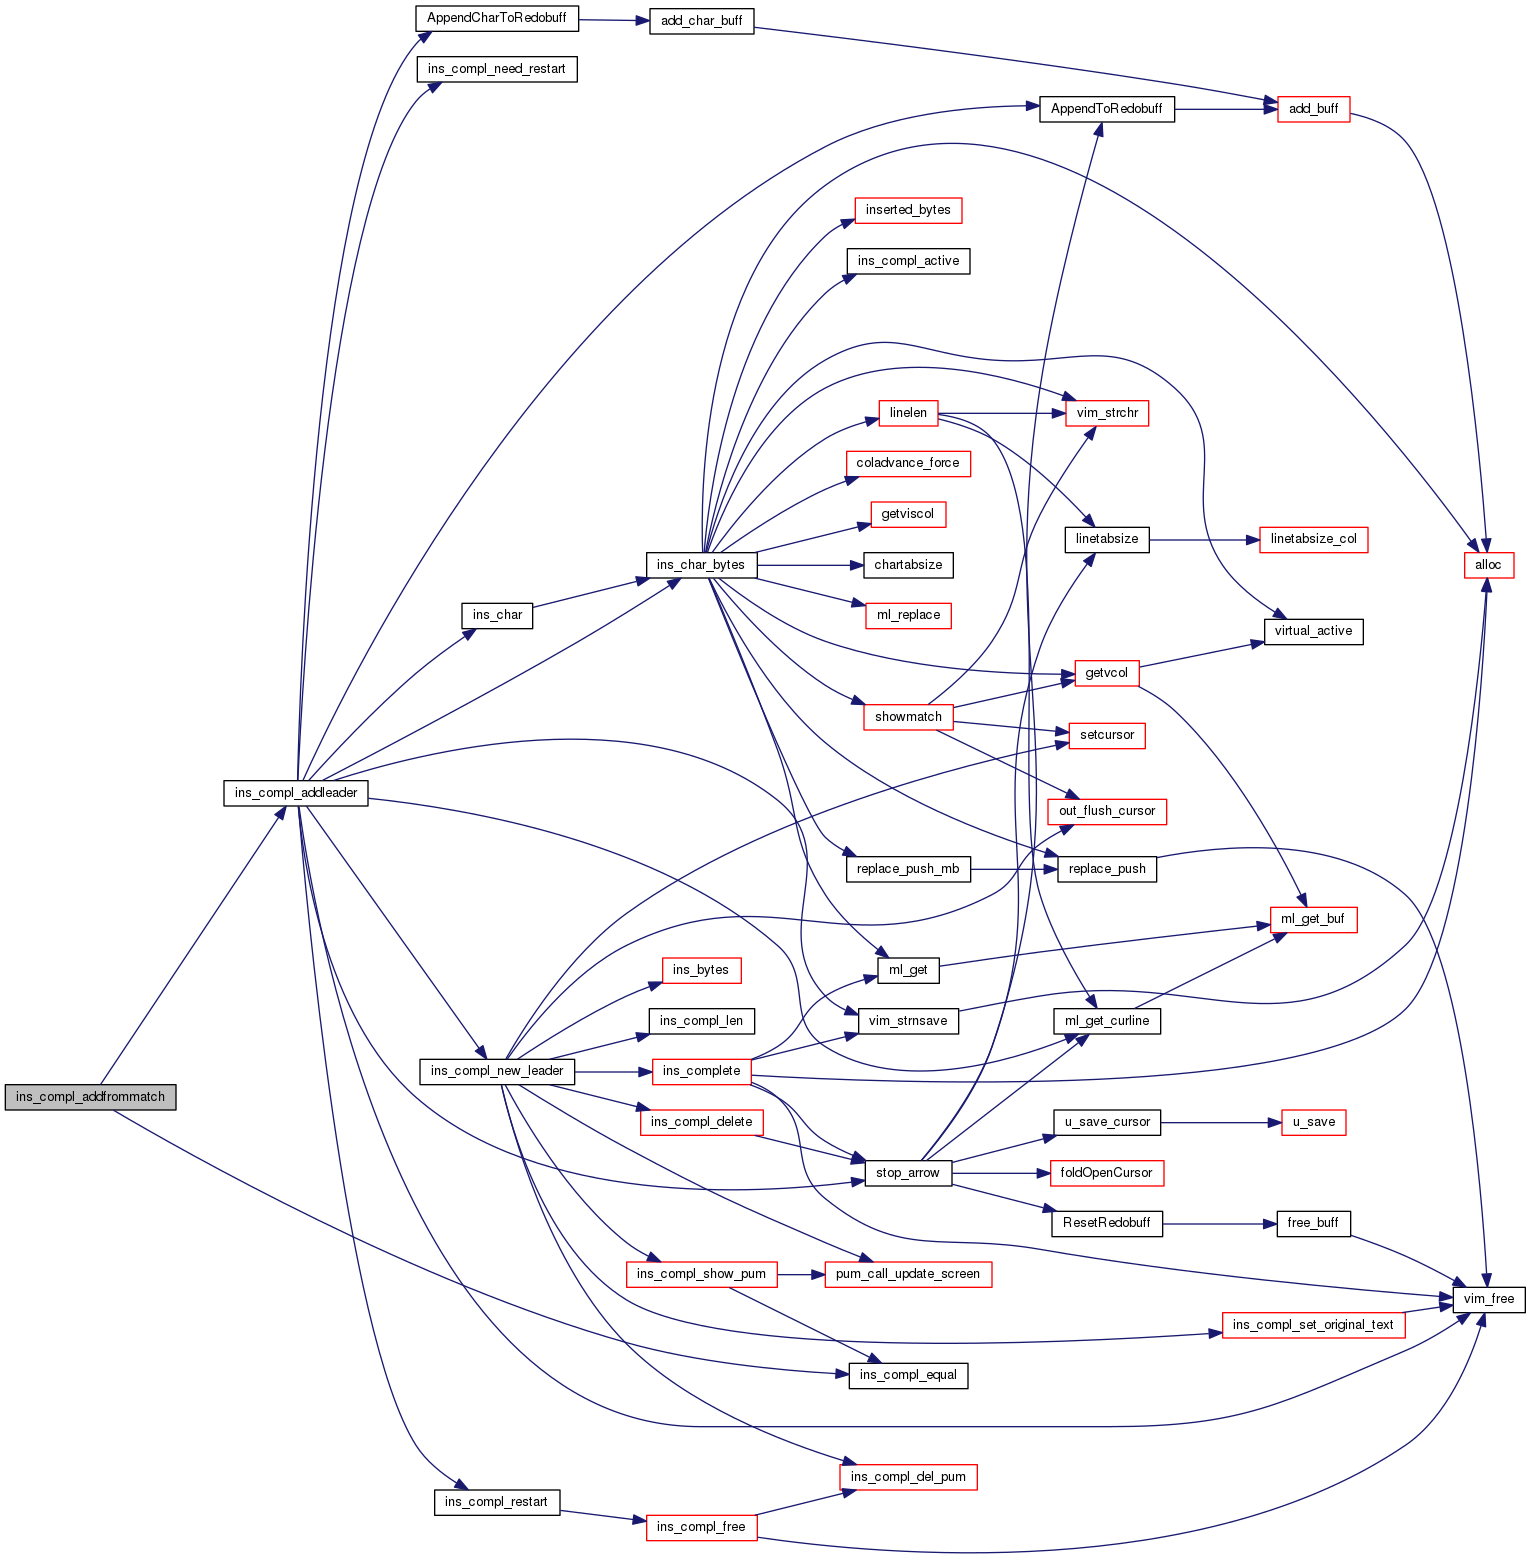 AppendCharToRedobuff
add_char_buff
ins_compl_need_restart
AppendToRedobuff
add_buff
inserted_bytes
ins_compl_active
linelen
vim_strchr
coladvance_force
getviscol
linetabsize
linetabsize_col
ins_char_bytes
chartabsize
alloc
ins_char
ml_replace
virtual_active
getvcol
showmatch
setcursor
ins_compl_addleader
out_flush_cursor
replace_push_mb
replace_push
ml_get_buf
ins_bytes
ml_get
ins_compl_len
vim_strnsave
ml_get_curline
ins_compl_new_leader
ins_complete
ins_compl_addfrommatch
ins_compl_delete
u_save_cursor
u_save
stop_arrow
foldOpenCursor
ResetRedobuff
free_buff
ins_compl_show_pum
pum_call_update_screen
vim_free
ins_compl_set_original_text
ins_compl_equal
ins_compl_del_pum
ins_compl_restart
ins_compl_free